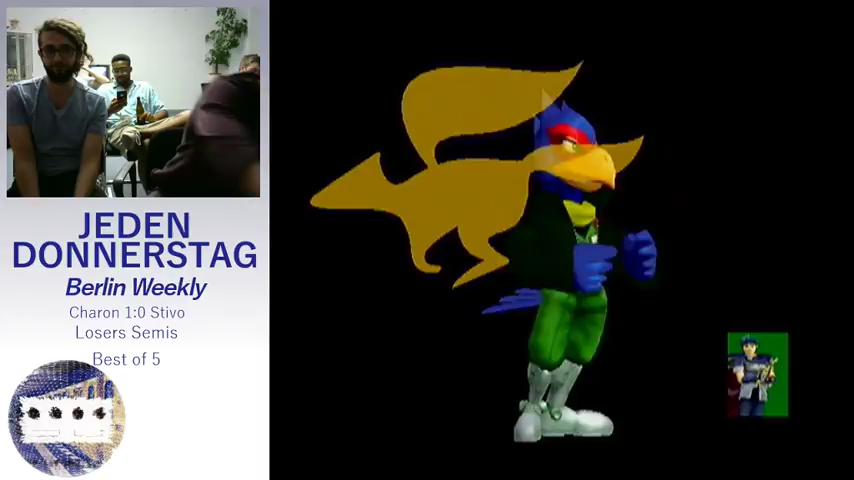 JEDEN
DONNERSTAG
Berlin Weekly
Charon 1:0 Stivo
Losers Semis
Best of 5